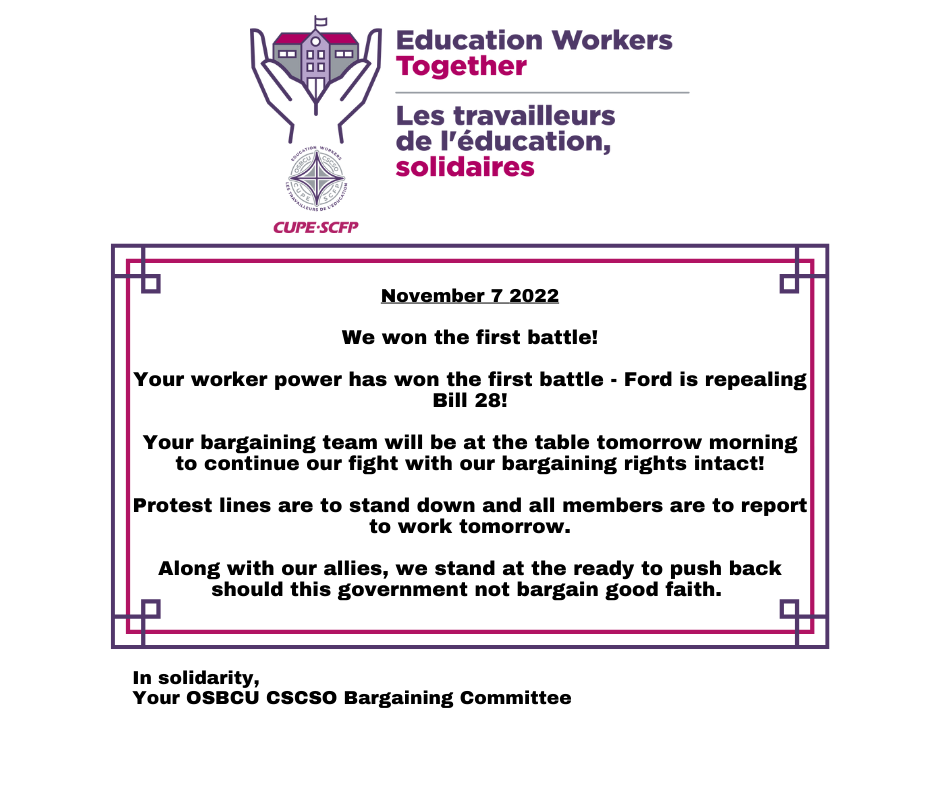 Education Workers
Together
Les travailleurs
de l'éducation,
solidaires
EDUCATION WORKERS
OSBCU CSCSO
CUPE SCFP
LES TRAVAILLEURS DE L'ÉDUCATION
CUPE·SCFP
November 7 2022
We won the first battle!
Your worker power has won the first battle - Ford is repealing
Bill 28!
Your bargaining team will be at the table tomorrow morning
to continue our fight with our bargaining rights intact!
Protest lines are to stand down and all members are to report
to work tomorrow.
Along with our allies, we stand at the ready to push back
should this government not bargain good faith.
In solidarity,
Your OSBCU CSCSO Bargaining Committee